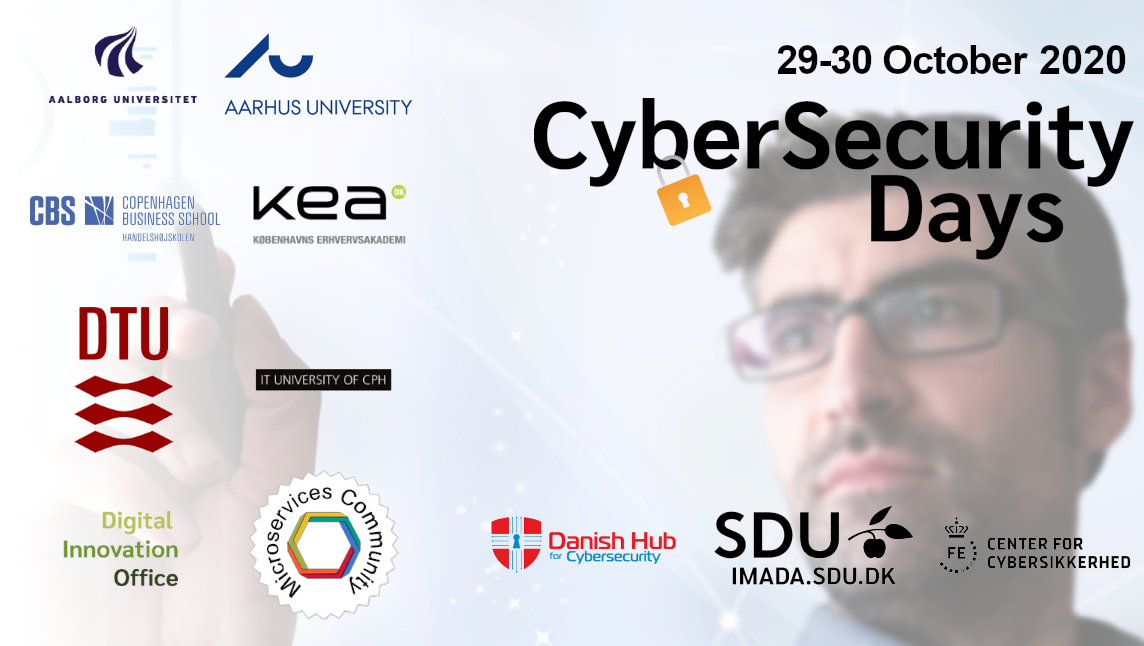 29-30 October 2020
CyberSecurity
Days
AALBORG UNIVERSITET
AARHUS UNIVERSITY
CBS
COPENHAGEN
BUSINESS SCHOOL
HANDELSHØJSKOLEN
kea
DK
KØBENHAVNS ERHVERVSAKADEMI
DTU
IT UNIVERSITY OF CPH
Digital
Innovation
Office
Microservices Community
Danish Hub
for Cybersecurity
SDU
IMADA.SDU.DK
FE
CENTER FOR
CYBERSIKKERHED